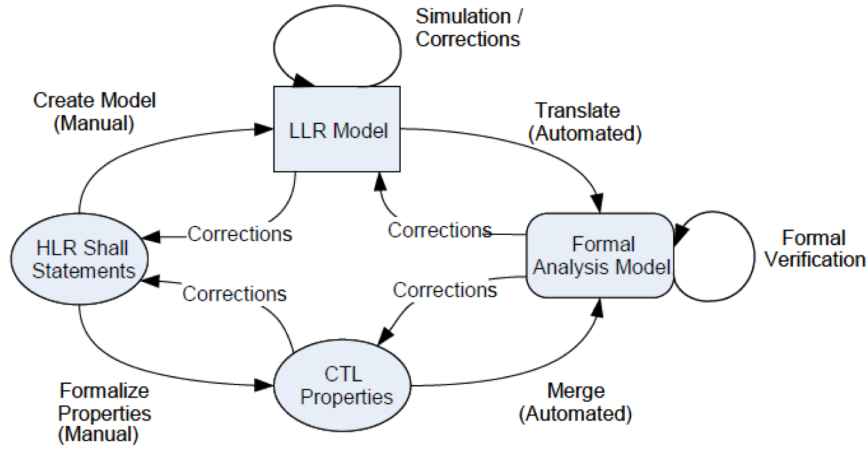 Simulation /
Corrections
Create Model
(Manual)
LLR Model
Translate
(Automated)
Corrections
Corrections
HLR Shall
Statements
Formal
Analysis Model
Formal
Verification
Corrections
Corrections
CTL
Properties
Formalize
Properties
(Manual)
Merge
(Automated)